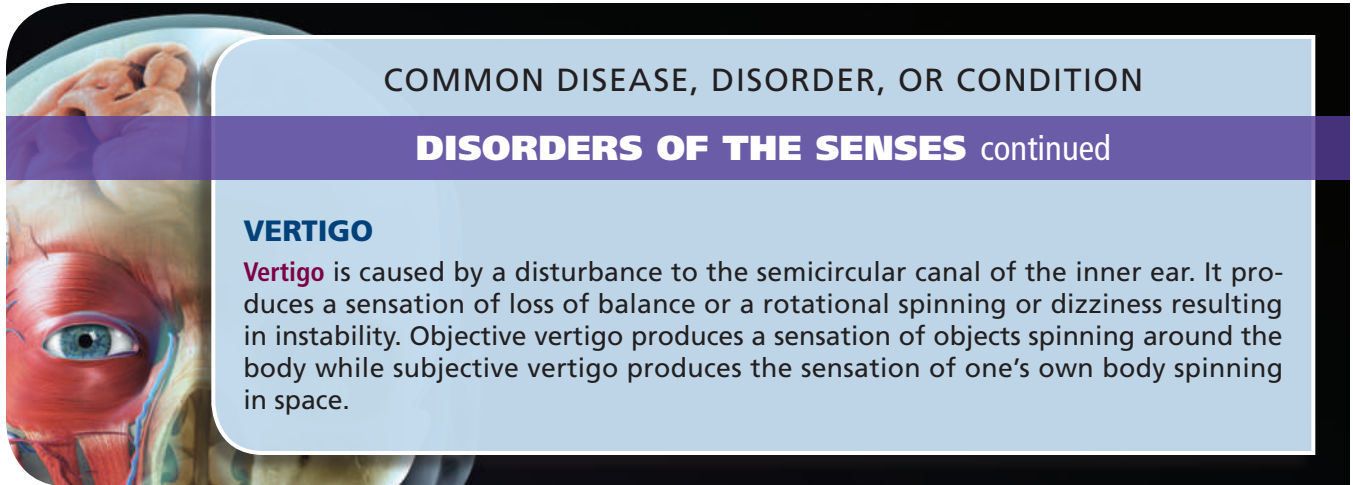 COMMON DISEASE, DISORDER, OR CONDITION
DISORDERS OF THE SENSES continued
VERTIGO
Vertigo is caused by a disturbance to the semicircular canal of the inner ear. It pro-
duces a sensation of loss of balance or a rotational spinning or dizziness resulting
in instability. Objective vertigo produces a sensation of objects spinning around the
body while subjective vertigo produces the sensation of one’s own body spinning
in space.